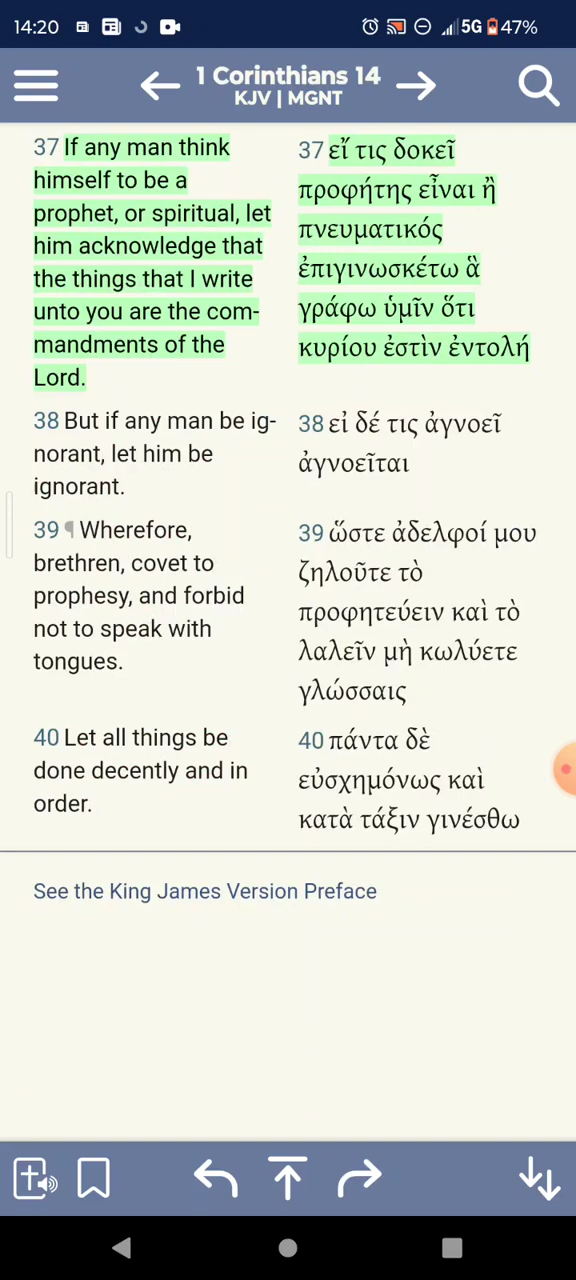 14:20 5G 47%
1 Corinthians 14
KJV | MGNT
37 If any man think
himself to be a
prophet, or spiritual, let
him acknowledge that
the things that I write
unto you are the com-
mandments of the
Lord.
37 εἴ τις δοκεῖ
προφήτης εἶναι ἢ
πνευματικός
ἐπιγινωσκέτω ἃ
γράφω ὑμῖν ὅτι
κυρίου ἐστὶν ἐντολή
38 But if any man be ig-
norant, let him be
ignorant.
38 εἰ δέ τις ἀγνοεῖ
ἀγνοεῖται
39 ¶ Wherefore,
brethren, covet to
prophesy, and forbid
not to speak with
tongues.
39 ὥστε ἀδελφοί μου
ζηλοῦτε τὸ
προφητεύειν καὶ τὸ
λαλεῖν μὴ κωλύετε
γλώσσαις
40 Let all things be
done decently and in
order.
40 πάντα δὲ
εὐσχημόνως καὶ
κατὰ τάξιν γινέσθω
See the King James Version Preface